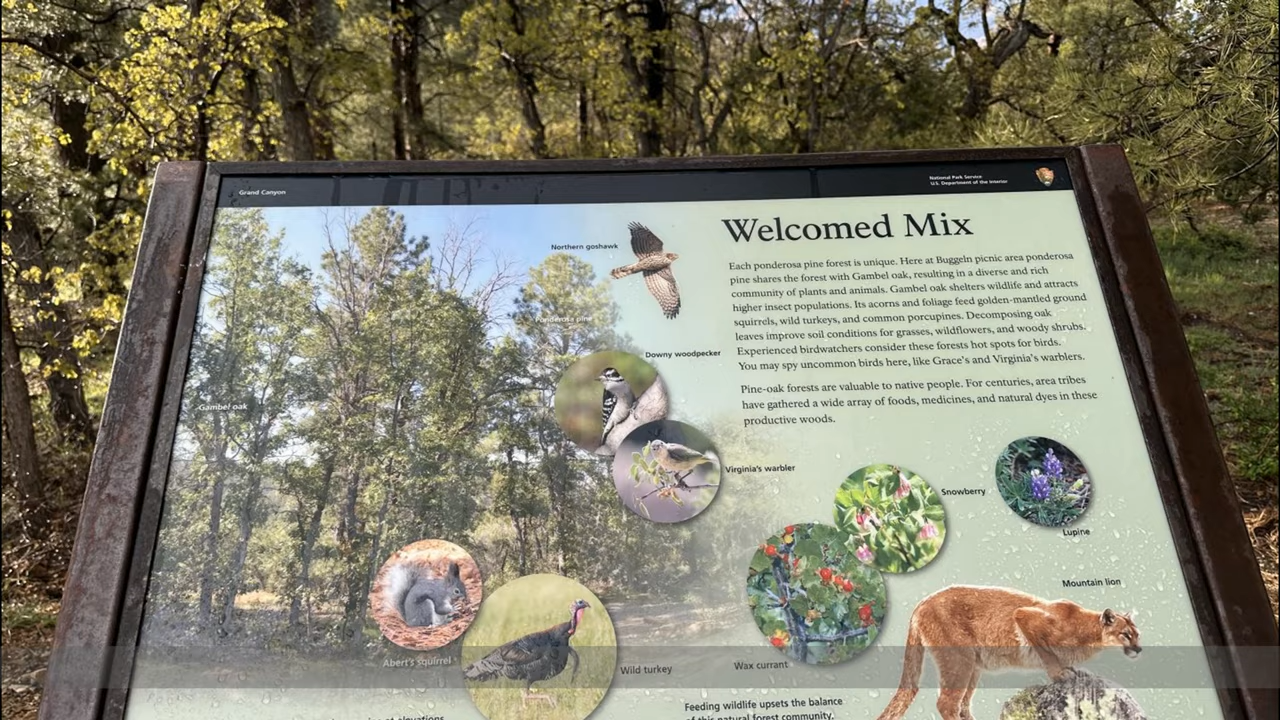 Grand Canyon
National Park Service
U.S. Department of the Interior
Welcomed Mix
Each ponderosa pine forest is unique. Here at Buggeln picnic area ponderosa
pine shares the forest with Gambel oak, resulting in a diverse and rich
community of plants and animals. Gambel oak shelters wildlife and attracts
higher insect populations. Its acorns and foliage feed golden-mantled ground
squirrels, wild turkeys, and common porcupines. Decomposing oak
leaves improve soil conditions for grasses, wildflowers, and woody shrubs.
Experienced birdwatchers consider these forests hot spots for birds.
You may spy uncommon birds here, like Grace's and Virginia's warblers.
Pine-oak forests are valuable to native people. For centuries, area tribes
have gathered a wide array of foods, medicines, and natural dyes in these
productive woods.
Northern goshawk
Ponderosa pine
Downy woodpecker
Gambel oak
Virginia's warbler
Snowberry
Lupine
Mountain lion
Abert's squirrel
Wild turkey
Wax currant
Feeding wildlife upsets the balance
of this natural forest community.
elevations